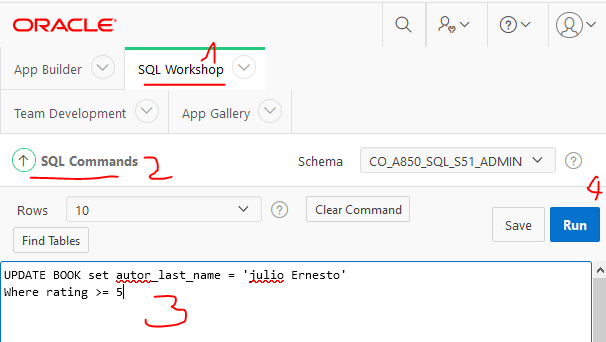 ORACLE
App Builder
SQL Workshop
1
Team Development
App Gallery
SQL Commands
2
Schema
CO_A850_SQL_S51_ADMIN
Rows
10
Clear Command
Save
Run
4
Find Tables
UPDATE BOOK set autor_last_name = 'julio Ernesto'
Where rating >= 5
3